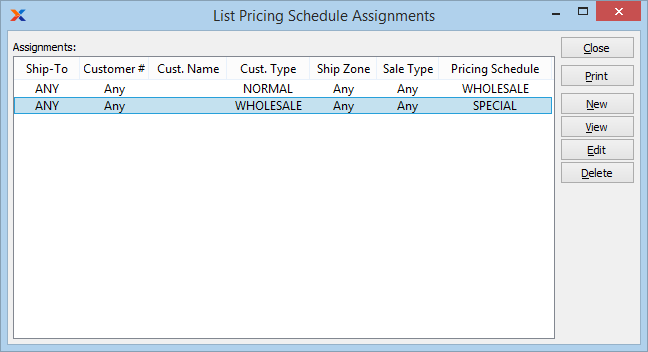 List Pricing Schedule Assignments
Assignments:
Ship-To Customer # Cust. Name Cust. Type Ship Zone Sale Type Pricing Schedule
ANY Any NORMAL Any Any WHOLESALE
ANY Any WHOLESALE Any Any SPECIAL
Close
Print
New
View
Edit
Delete